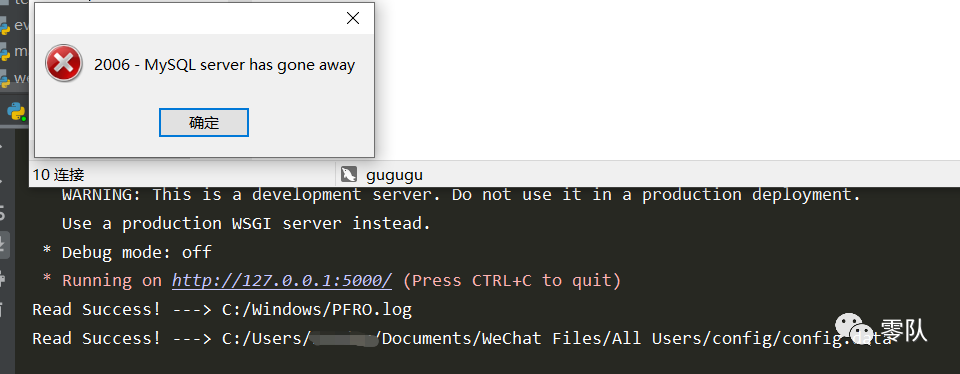 2006 - MySQL server has gone away
确定
10 连接
gugugu
WARNING: This is a development server. Do not use it in a production deployment.
Use a production WSGI server instead.
* Debug mode: off
* Running on http://127.0.0.1:5000/ (Press CTRL+C to quit)
Read Success! ---> C:/Windows/PFRO.log
Read Success! ---> C:/Users/ /Documents/WeChat Files/All Users/config/config.data
零队